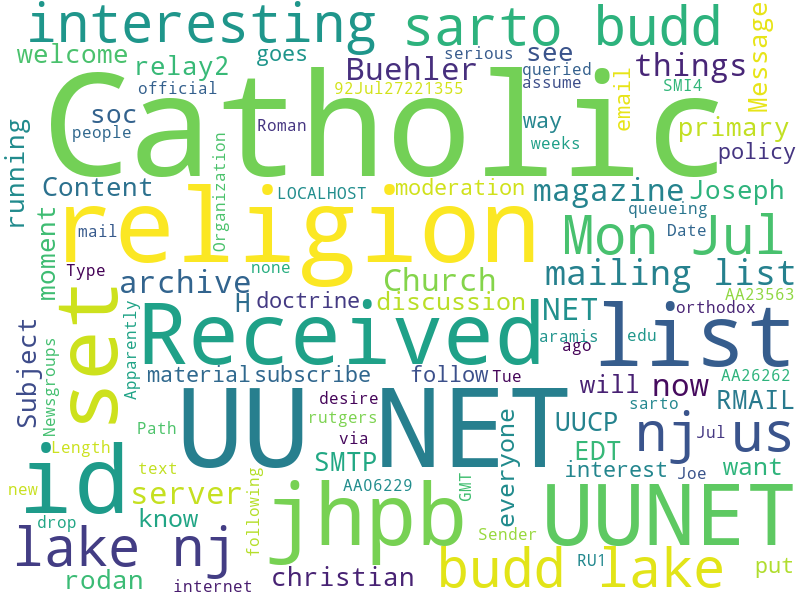 interesting
sarto budd
welcome
goes
serious
see
Message
relay2
Buehler
queried
things
official
92Jul27221355
assume
SMI4
email
Catholic
soc
people
Roman
way
weeks
primary
policy
running
Organization
Content
LOCALHOST
moderation
magazine
Joseph
religion
queueing
mail
Mon Jul
Date
moment
Type
none
archive
Church
mailing list
H
doctrine
discussion
NET
AA23563
orthodox
set
Received
list
aramis
edu
ago
Subject
Newsgroups
Apparently
material
subscribe
follow
Tue
will
now
AA26262
desire
UU NET
sarto
RMAIL
rutgers
UUCP
nj
us
Path
via
Jul
Joe
Length
id
SMTP
everyone
EDT
text
interest
want
new
server
following
AA06229
GMT
jhpb
UUNET
know
drop
Sender
lake nj
budd lake
RU1
put
rodan
internet
christian